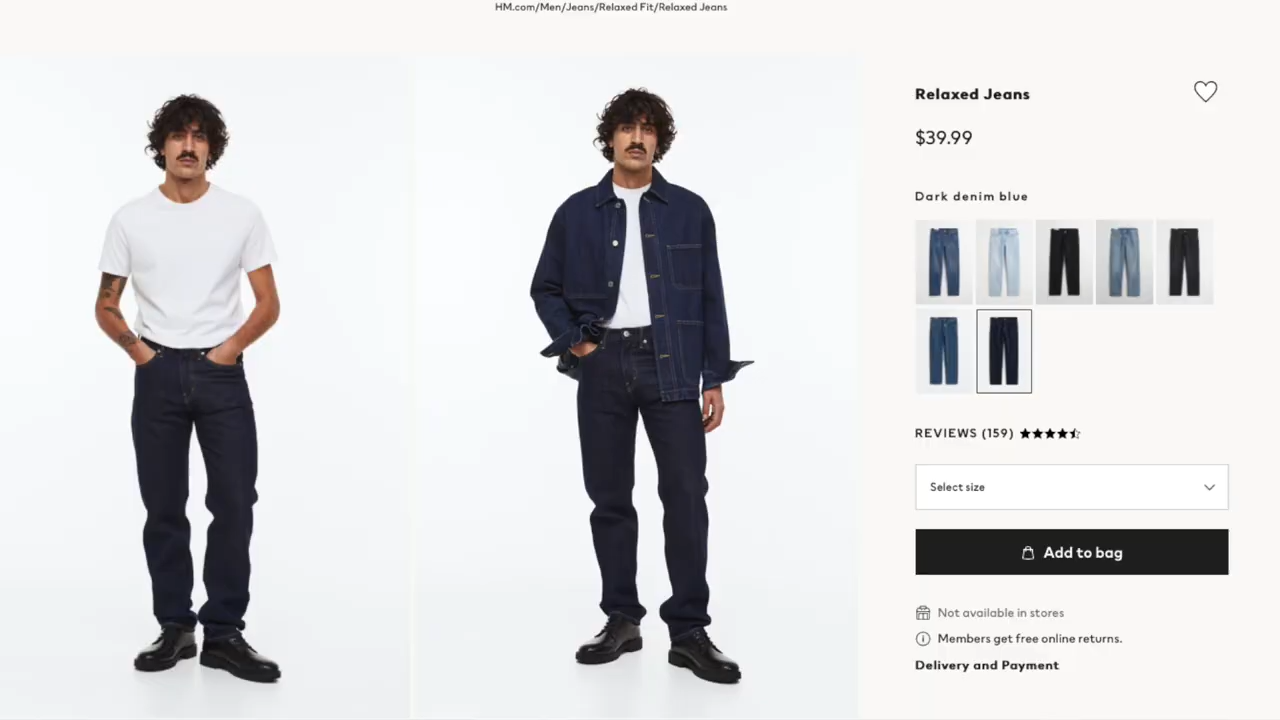 HM.com/Men/Jeans/Relaxed Fit/Relaxed Jeans
Relaxed Jeans
$39.99
Dark denim blue
REVIEWS (159)
Select size
Add to bag
Not available in stores
Members get free online returns.
Delivery and Payment